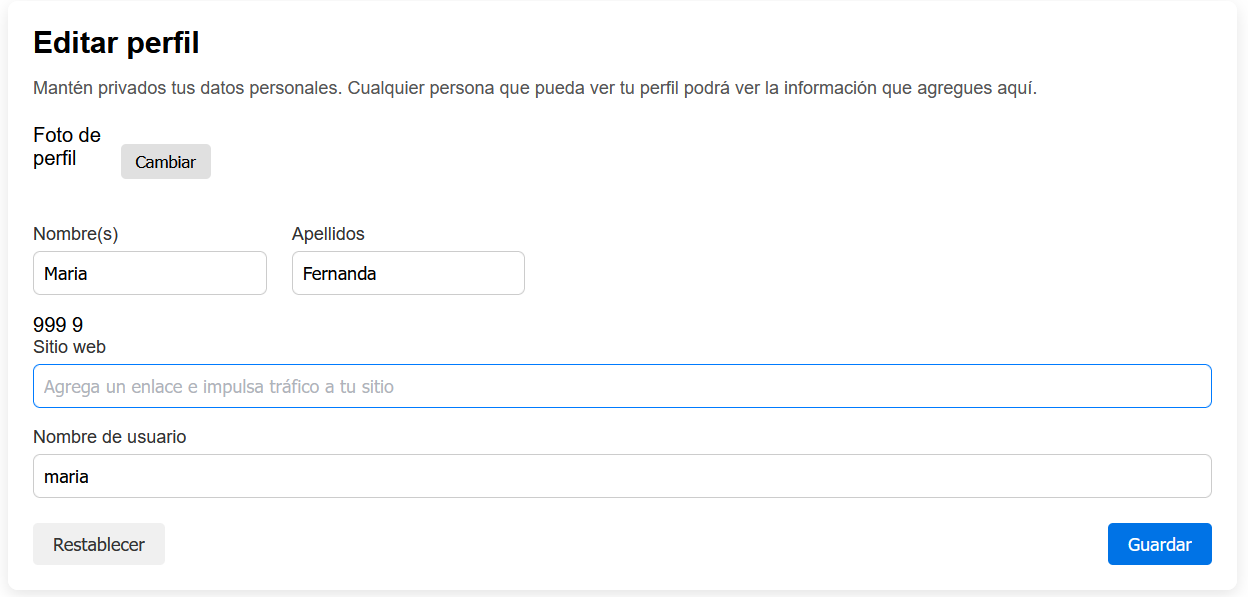 Editar perfil
Mantén privados tus datos personales. Cualquier persona que pueda ver tu perfil podrá ver la información que agregues aquí.
Foto de
perfil
Cambiar
Nombre(s) Apellidos
Maria Fernanda
999 9
Sitio web
Agrega un enlace e impulsa tráfico a tu sitio
Nombre de usuario
maria
Restablecer Guardar